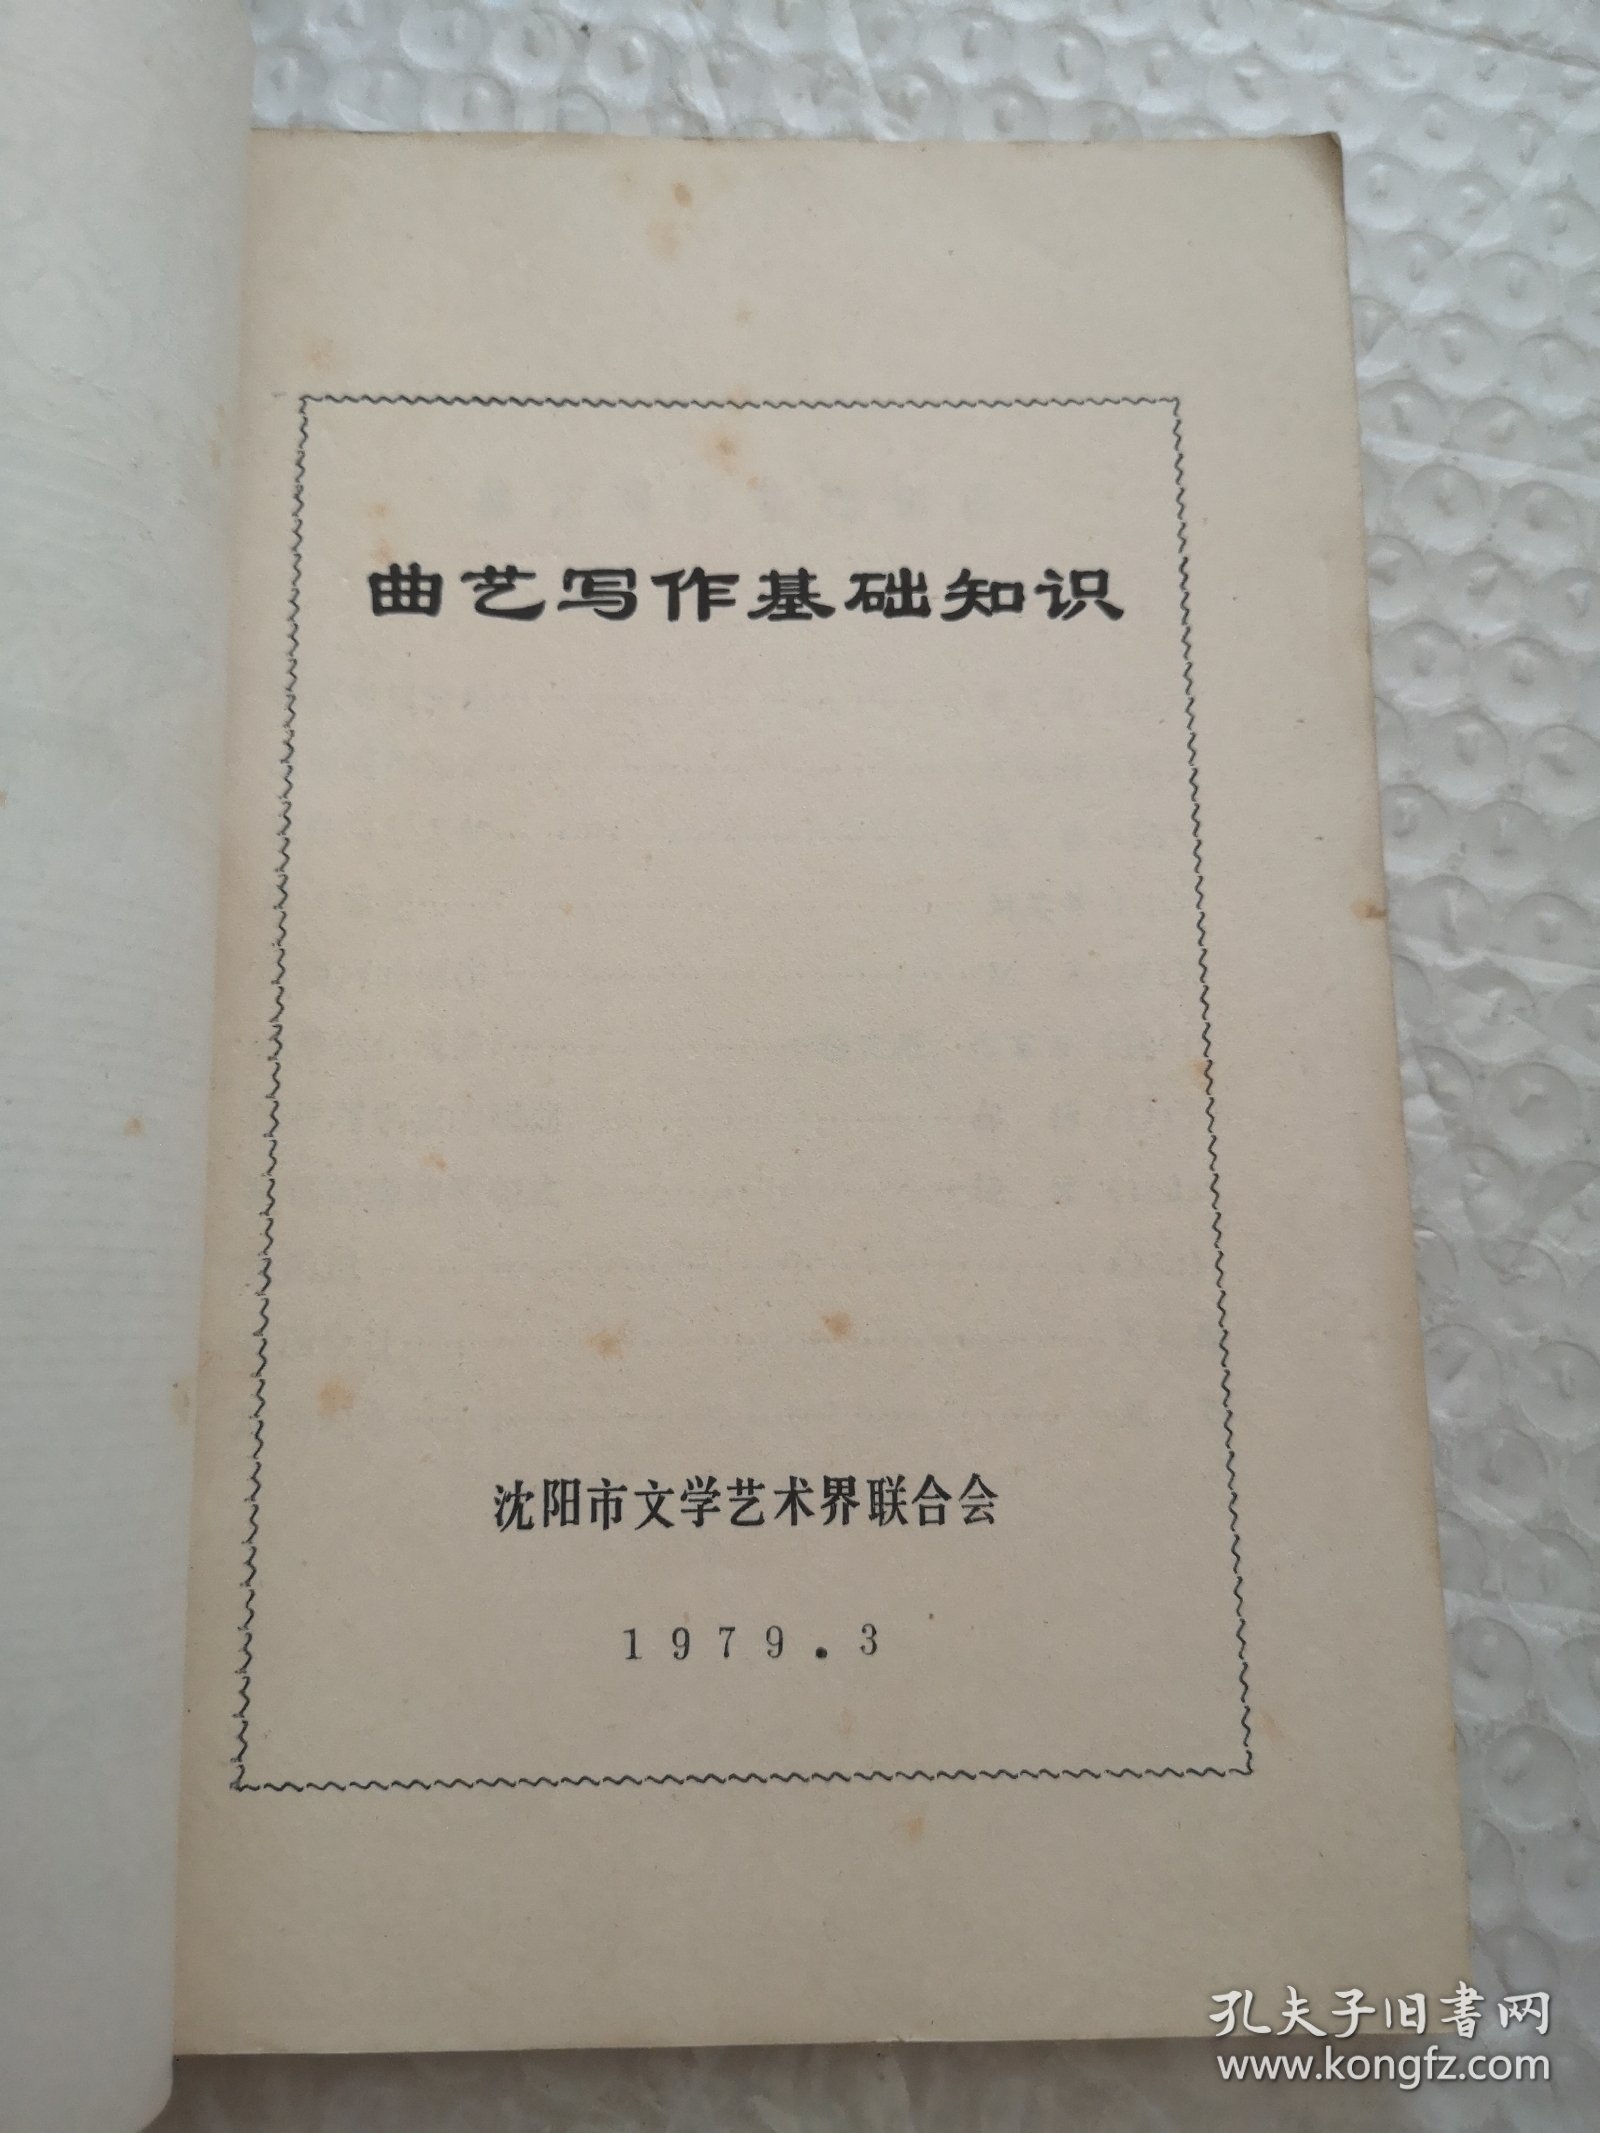 曲艺写作基础知识
沈阳市文学艺术界联合会
1979.3
孔夫子旧書网
www.kongfz.com